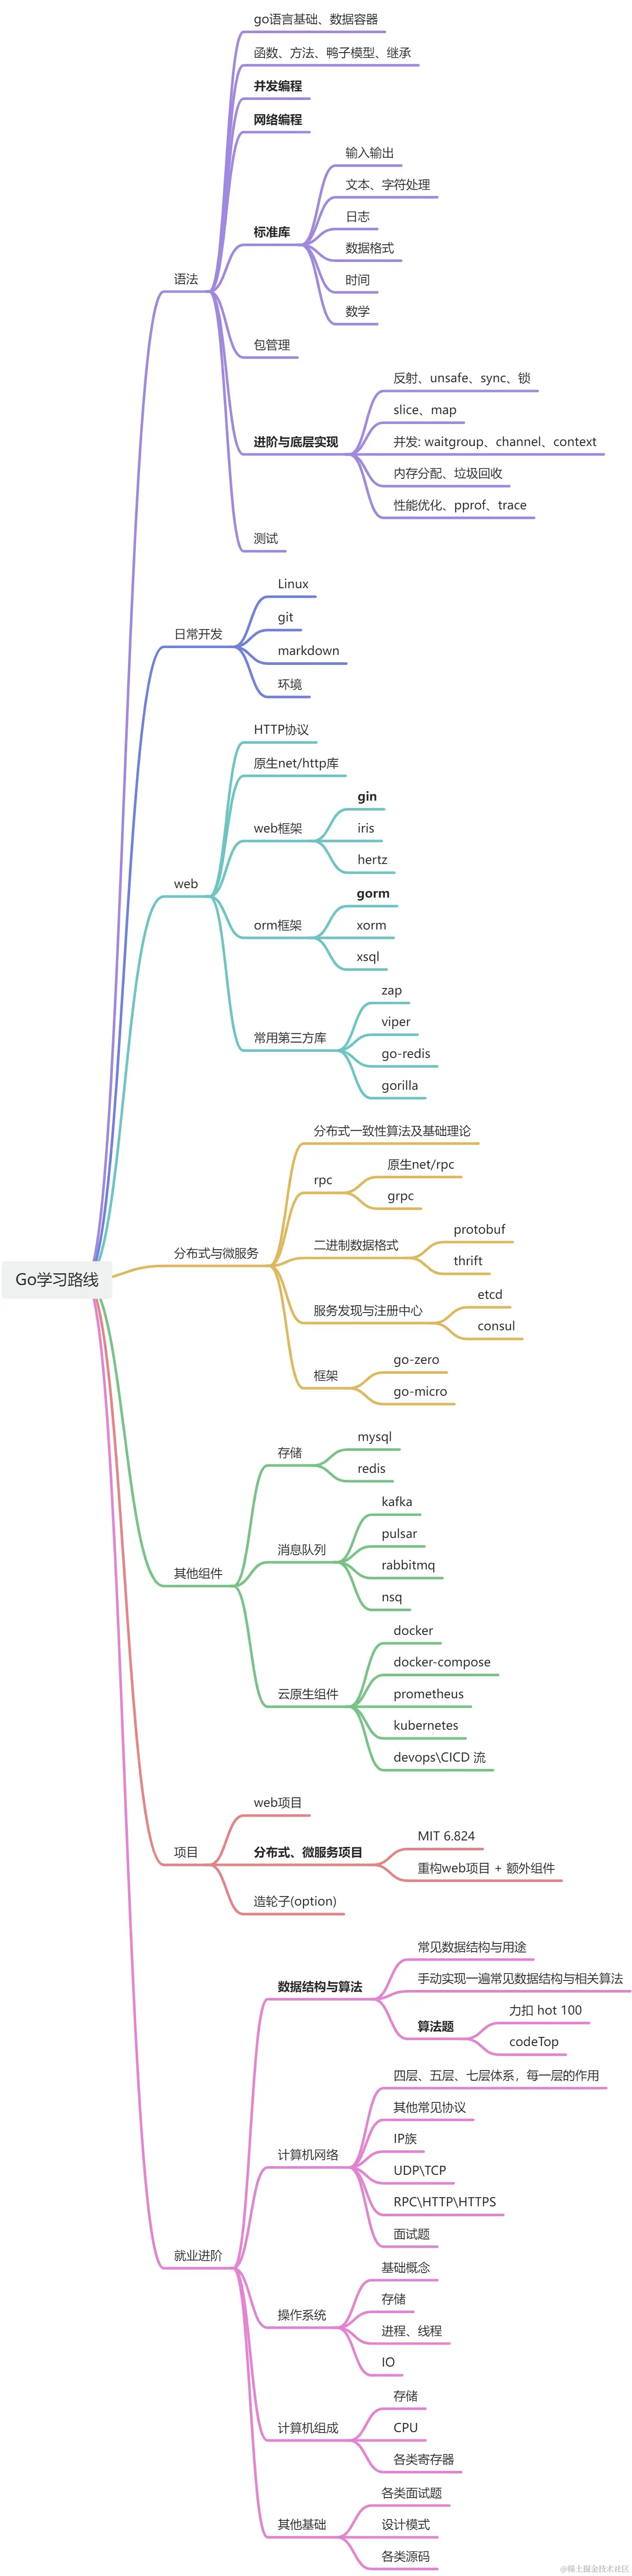 go语言基础、数据容器
函数、方法、鸭子模型、继承
并发编程
网络编程
输入输出
文本、字符处理
日志
标准库
数据格式
时间
语法
数学
包管理
反射、unsafe、sync、锁
slice、map
进阶与底层实现
并发: waitgroup、channel、context
内存分配、垃圾回收
性能优化、pprof、trace
测试
Linux
git
日常开发
markdown
环境
HTTP协议
原生net/http库
gin
web框架
iris
hertz
web
gorm
orm框架
xorm
xsql
zap
viper
常用第三方库
go-redis
gorilla
分布式一致性算法及基础理论
原生net/rpc
rpc
grpc
protobuf
二进制数据格式
thrift
分布式与微服务
Go学习路线
etcd
服务发现与注册中心
consul
go-zero
框架
go-micro
mysql
存储
redis
kafka
pulsar
消息队列
rabbitmq
其他组件
nsq
docker
docker-compose
云原生组件
prometheus
kubernetes
devops\CICD 流
web项目
MIT 6.824
项目
分布式、微服务项目
重构web项目 + 额外组件
造轮子(option)
常见数据结构与用途
数据结构与算法
手动实现一遍常见数据结构与相关算法
力扣 hot 100
算法题
codeTop
四层、五层、七层体系，每一层的作用
其他常见协议
IP族
计算机网络
UDP\TCP
RPC\HTTP\HTTPS
面试题
就业进阶
基础概念
存储
操作系统
进程、线程
IO
存储
计算机组成
CPU
各类寄存器
各类面试题
其他基础
设计模式
各类源码
@稀土掘金技术社区